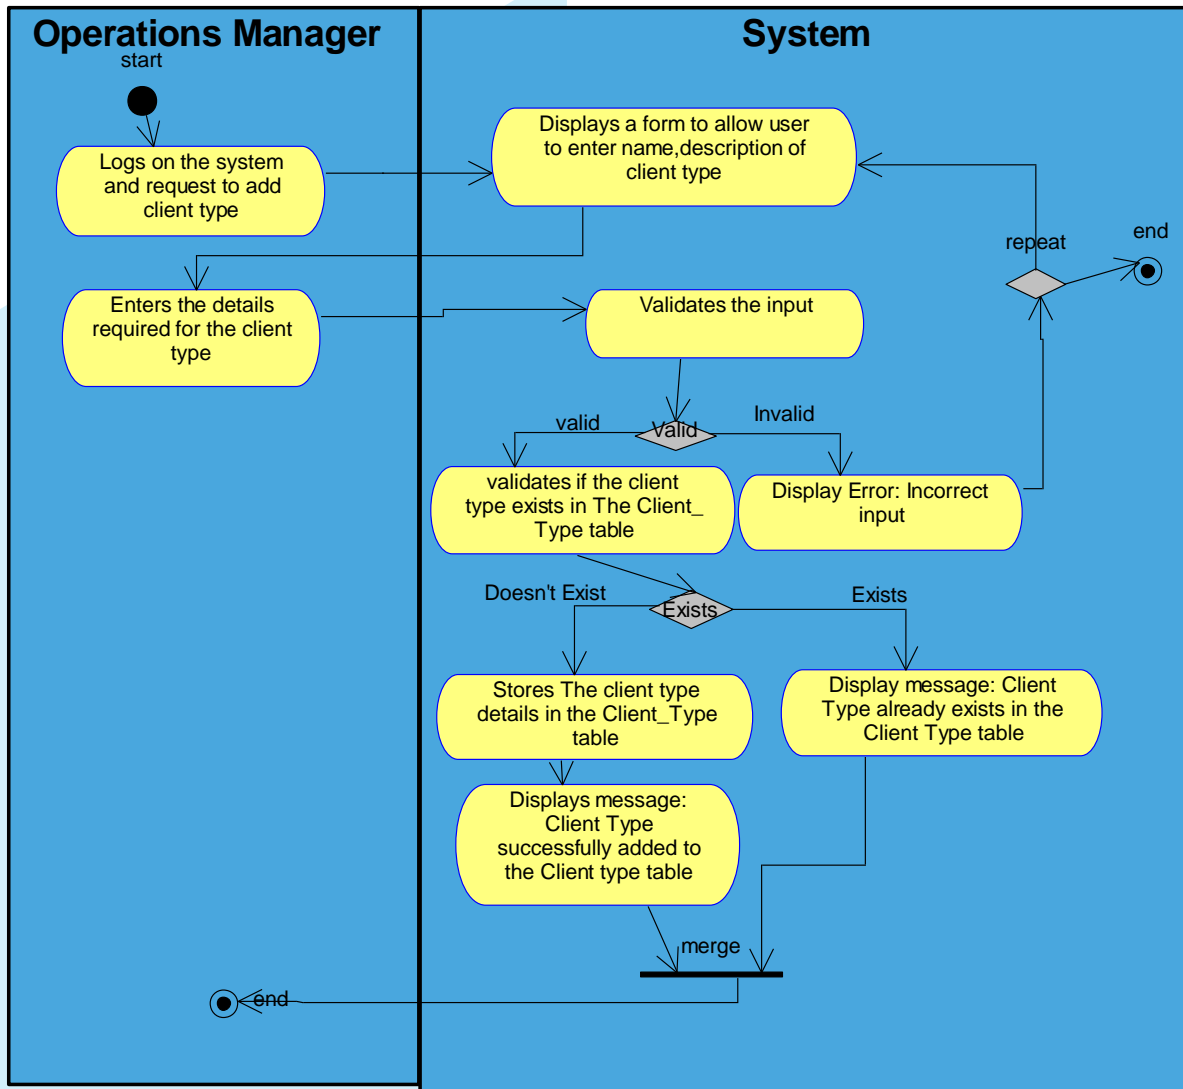 Operations Manager
System
start
Logs on the system
and request to add
client type
Displays a form to allow user
to enter name,description of
client type
repeat
end
Enters the details
required for the client
type
Validates the input
valid
Valid
Invalid
validates if the client
type exists in The Client_
Type table
Display Error: Incorrect
input
Doesn't Exist
Exists
Exists
Stores The client type
details in the Client_Type
table
Display message: Client
Type already exists in the
Client Type table
Displays message:
Client Type
successfully added to
the Client type table
merge
end